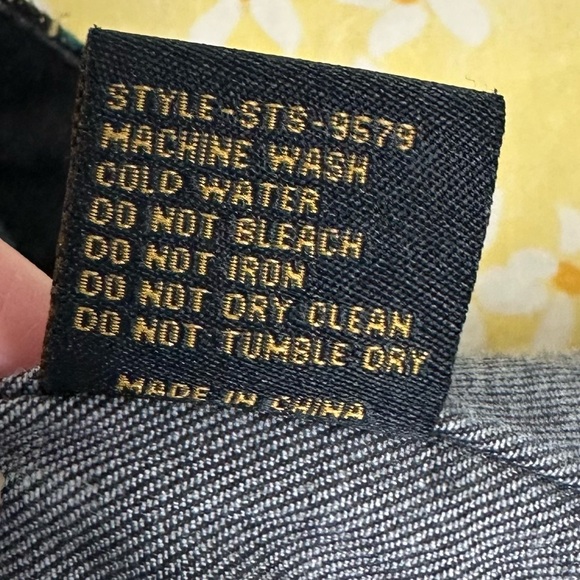 STYLE-STS-9579
MACHINE WASH
COLD WATER
DO NOT BLEACH
DO NOT IRON
DO NOT DRY CLEAN
DO NOT TUMBLE DRY
MADE IN CHINA